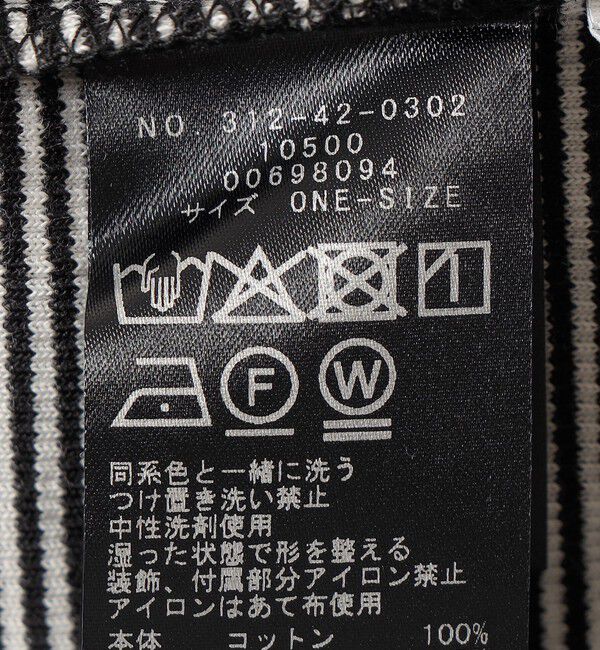 NO. 312-42-0302
10500
00698094
サイズ ONE-SIZE
F W
同系色と一緒に洗う
つけ置き洗い禁止
中性洗剤使用
湿った状態で形を整える
装飾、付属部分アイロン禁止
アイロンはあて布使用
本体 コットン 100%